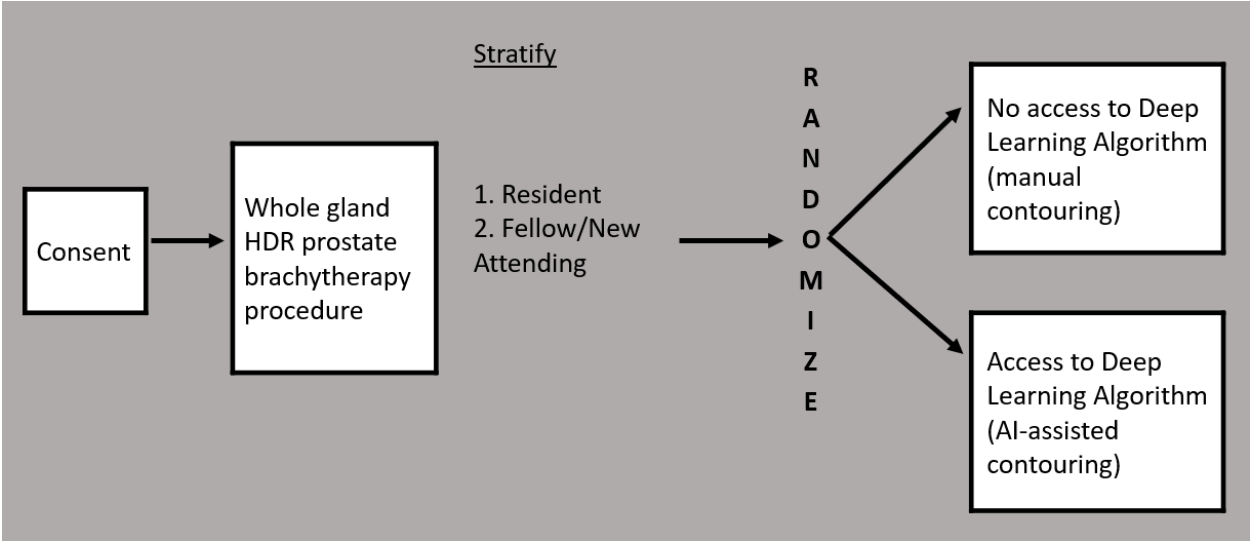 Consent
Whole gland
HDR prostate
brachytherapy
procedure
Stratify
1. Resident
2. Fellow/New
Attending
R
A
N
D
O
M
I
Z
E
No access to Deep
Learning Algorithm
(manual
contouring)
Access to Deep
Learning Algorithm
(AI-assisted
contouring)